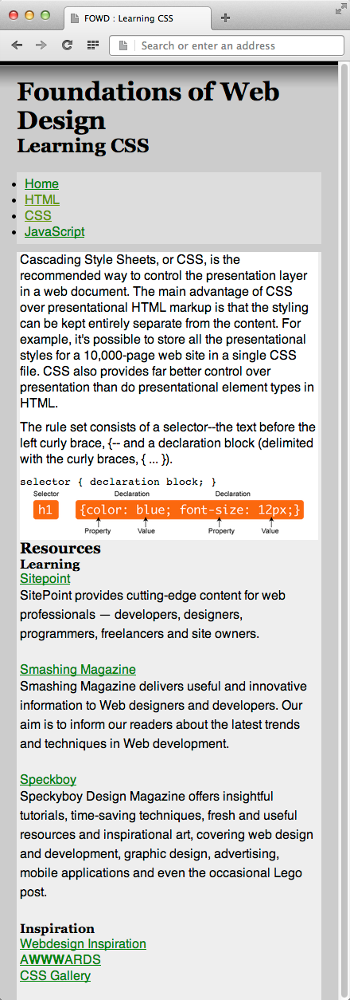 FOWD : Learning CSS
Search or enter an address
Foundations of Web
Design
Learning CSS
Home
HTML
CSS
JavaScript
Cascading Style Sheets, or CSS, is the
recommended way to control the presentation layer
in a web document. The main advantage of CSS
over presentational HTML markup is that the styling
can be kept entirely separate from the content. For
example, it's possible to store all the presentational
styles for a 10,000-page web site in a single CSS
file. CSS also provides far better control over
presentation than do presentational element types in
HTML.
The rule set consists of a selector--the text before the
left curly brace, {-- and a declaration block (delimited
with the curly braces, { ... }).
selector { declaration block; }
Selector Declaration Declaration
h1 {color: blue; font-size: 12px;}
Property Value Property Value
Resources
Learning
Sitepoint
SitePoint provides cutting-edge content for web
professionals — developers, designers,
programmers, freelancers and site owners.
Smashing Magazine
Smashing Magazine delivers useful and innovative
information to Web designers and developers. Our
aim is to inform our readers about the latest trends
and techniques in Web development.
Speckboy
Speckyboy Design Magazine offers insightful
tutorials, time-saving techniques, fresh and useful
resources and inspirational art, covering web design
and development, graphic design, advertising,
mobile applications and even the occasional Lego
post.
Inspiration
Webdesign Inspiration
AWWWARDS
CSS Gallery